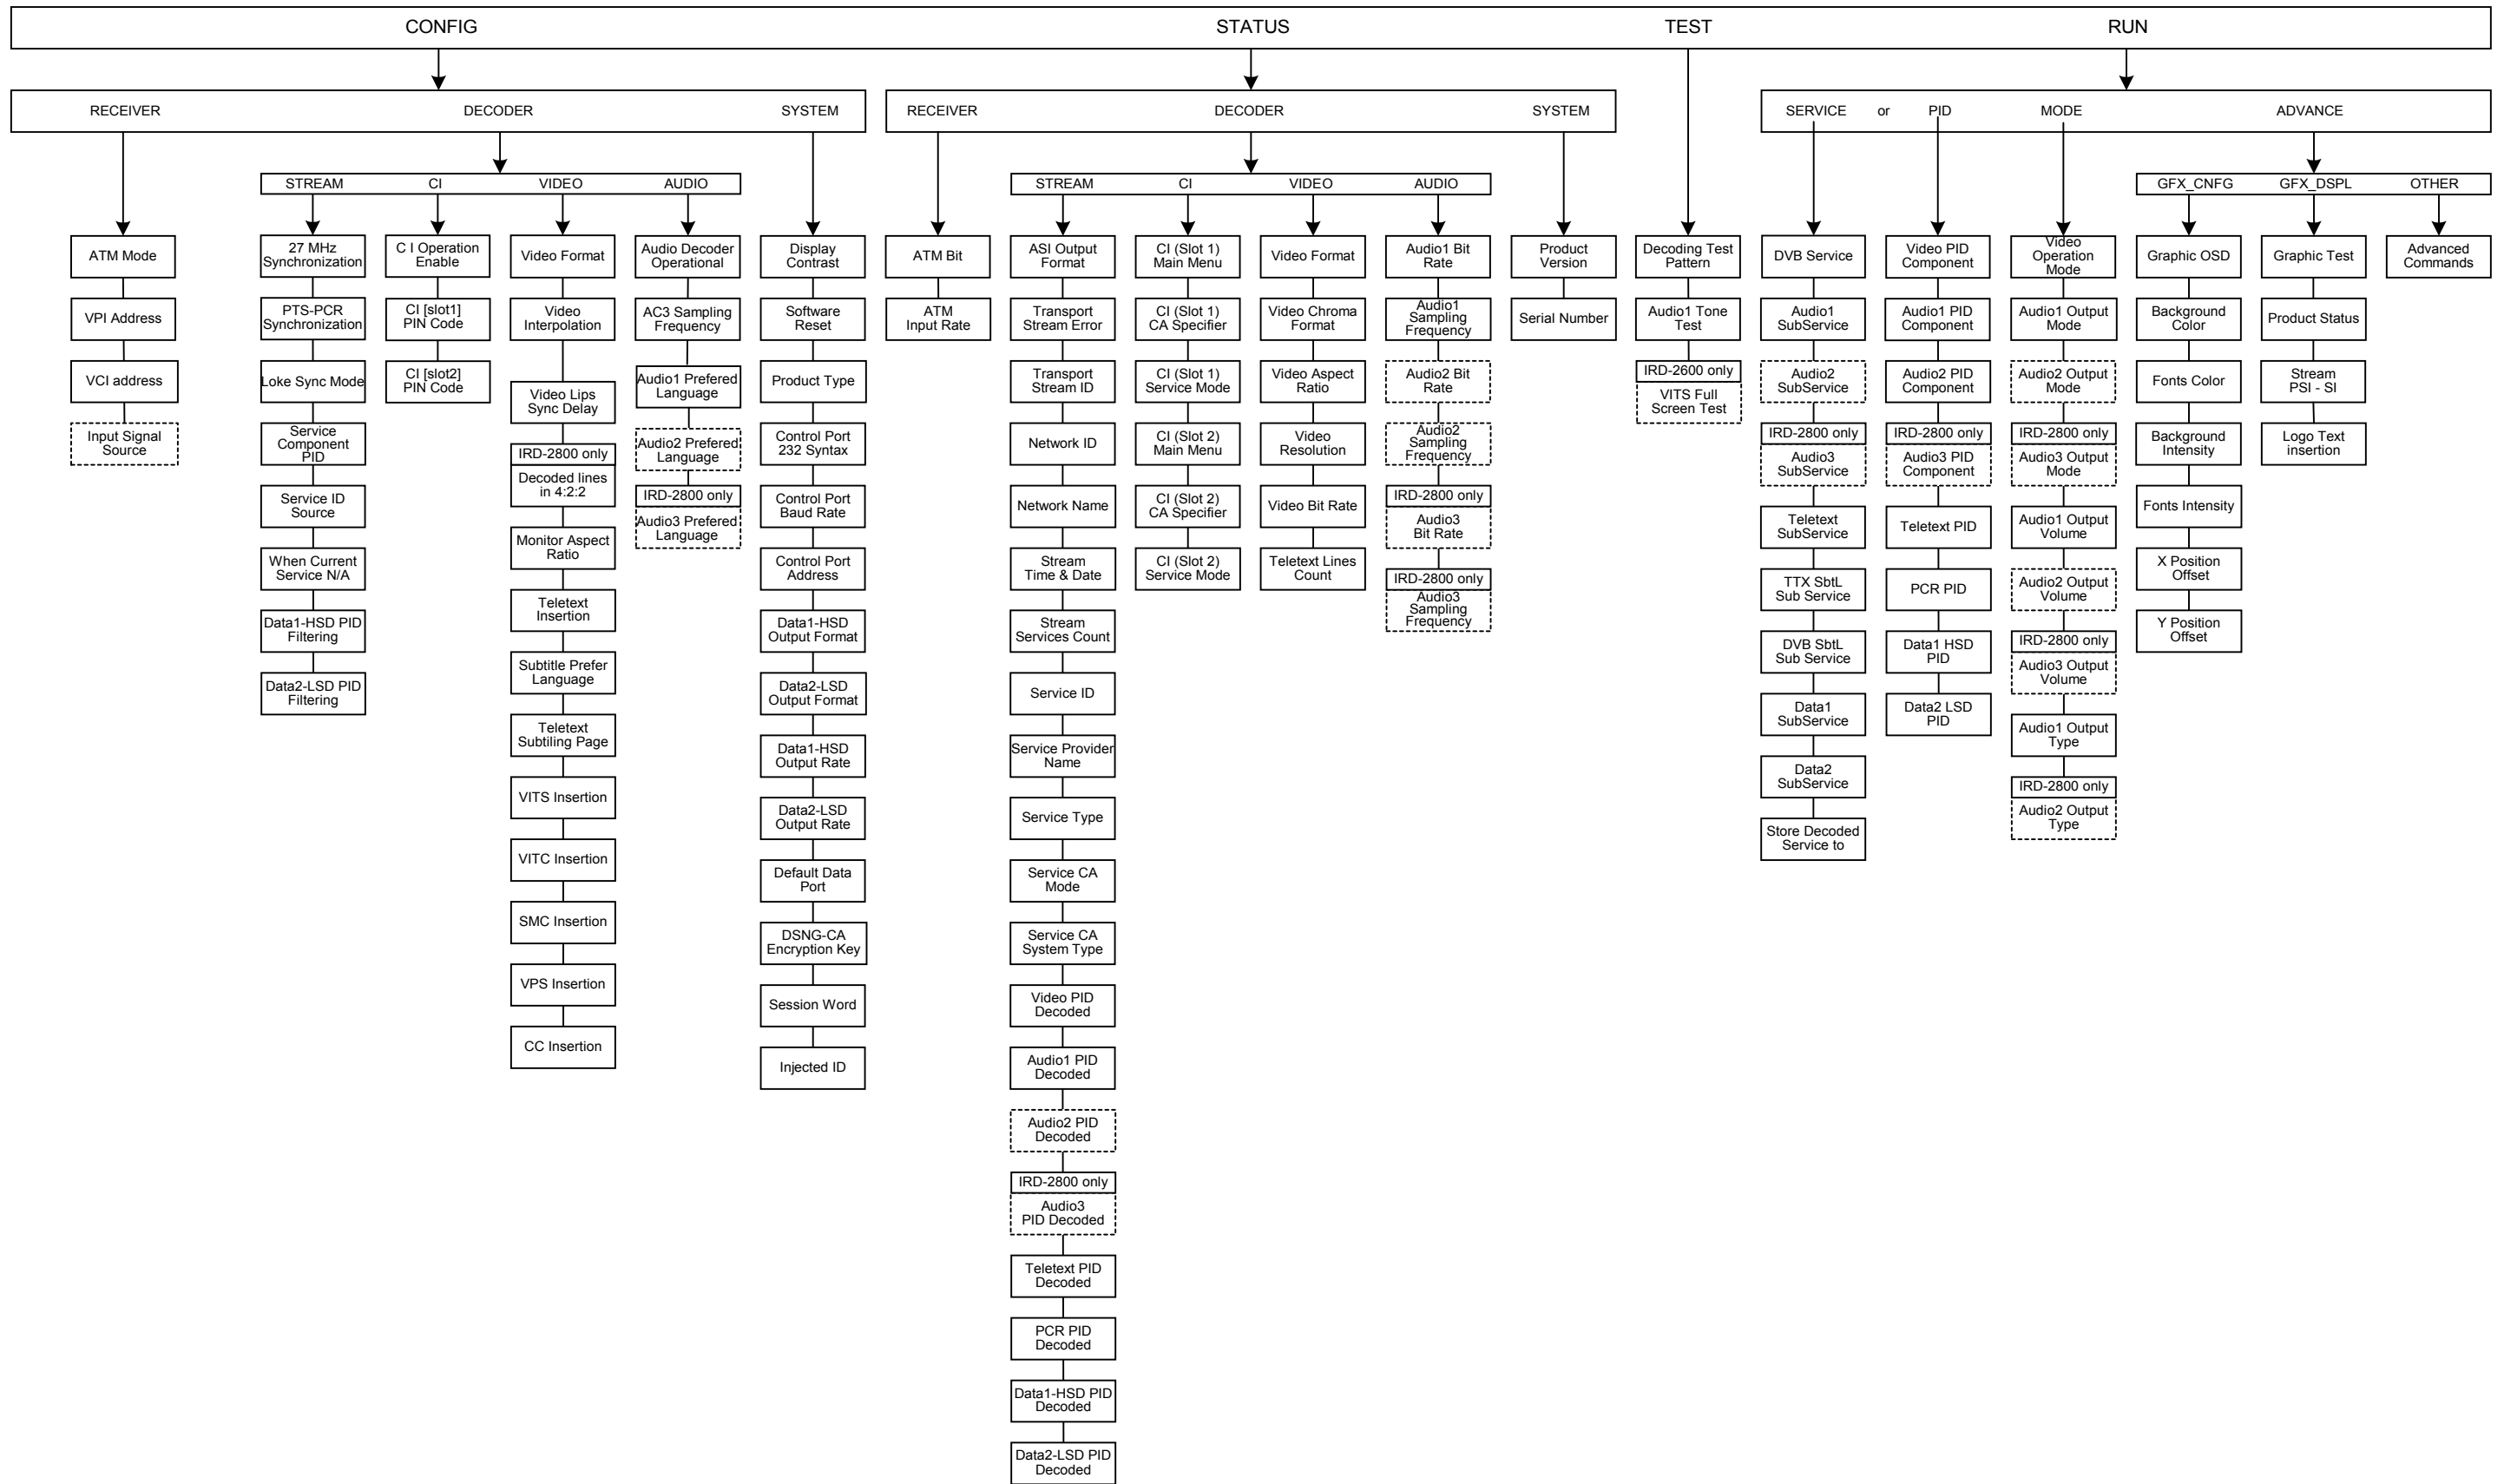 CONFIG STATUS TEST RUN
RECEIVER DECODER SYSTEM
RECEIVER DECODER SYSTEM
SERVICE or PID MODE ADVANCE
STREAM CI VIDEO AUDIO
STREAM CI VIDEO AUDIO
GFX_CNFG GFX_DSPL OTHER
ATM Mode
VPI Address
VCI address
Input Signal
Source
27 MHz
Synchronization
PTS-PCR
Synchronization
Loke Sync Mode
Service
Component
PID
Service ID
Source
When Current
Service N/A
Data1-HSD PID
Filtering
Data2-LSD PID
Filtering
C I Operation
Enable
CI [slot1]
PIN Code
CI [slot2]
PIN Code
Video Format
Video
Interpolation
Video Lips
Sync Delay
IRD-2800 only
Decoded lines
in 4:2:2
Monitor Aspect
Ratio
Teletext
Insertion
Subtitle Prefer
Language
Teletext
Subtiling Page
VITS Insertion
VITC Insertion
SMC Insertion
VPS Insertion
CC Insertion
Audio Decoder
Operational
AC3 Sampling
Frequency
Audio1 Prefered
Language
Audio2 Prefered
Language
IRD-2800 only
Audio3 Prefered
Language
Display
Contrast
Software
Reset
Product Type
Control Port
232 Syntax
Control Port
Baud Rate
Control Port
Address
Data1-HSD
Output Format
Data2-LSD
Output Format
Data1-HSD
Output Rate
Data2-LSD
Output Rate
Default Data
Port
DSNG-CA
Encryption Key
Session Word
Injected ID
ATM Bit
ATM
Input Rate
ASI Output
Format
Transport
Stream Error
Transport
Stream ID
Network ID
Network Name
Stream
Time & Date
Stream
Services Count
Service ID
Service Provider
Name
Service Type
Service CA
Mode
Service CA
System Type
Video PID
Decoded
Audio1 PID
Decoded
Audio2 PID
Decoded
IRD-2800 only
Audio3
PID Decoded
Teletext PID
Decoded
PCR PID
Decoded
Data1-HSD PID
Decoded
Data2-LSD PID
Decoded
CI (Slot 1)
Main Menu
CI (Slot 1)
CA Specifier
CI (Slot 1)
Service Mode
CI (Slot 2)
Main Menu
CI (Slot 2)
CA Specifier
CI (Slot 2)
Service Mode
Video Format
Video Chroma
Format
Video Aspect
Ratio
Video
Resolution
Video Bit Rate
Teletext Lines
Count
Audio1 Bit
Rate
Audio1
Sampling
Frequency
Audio2 Bit
Rate
Audio2
Sampling
Frequency
IRD-2800 only
Audio3
Bit Rate
IRD-2800 only
Audio3
Sampling
Frequency
Product
Version
Serial Number
Decoding Test
Pattern
Audio1 Tone
Test
IRD-2600 only
VITS Full
Screen Test
DVB Service
Audio1
SubService
Audio2
SubService
IRD-2800 only
Audio3
SubService
Teletext
SubService
TTX SbtL
Sub Service
DVB SbtL
Sub Service
Data1
SubService
Data2
SubService
Store Decoded
Service to
Video PID
Component
Audio1 PID
Component
Audio2 PID
Component
IRD-2800 only
Audio3 PID
Component
Teletext PID
PCR PID
Data1 HSD
PID
Data2 LSD
PID
Video
Operation
Mode
Audio1 Output
Mode
Audio2 Output
Mode
IRD-2800 only
Audio3 Output
Mode
Audio1 Output
Volume
Audio2 Output
Volume
IRD-2800 only
Audio3 Output
Volume
Audio1 Output
Type
IRD-2800 only
Audio2 Output
Type
Graphic OSD
Background
Color
Fonts Color
Background
Intensity
Fonts Intensity
X Position
Offset
Y Position
Offset
Graphic Test
Product Status
Stream
PSI - SI
Logo Text
insertion
Advanced
Commands